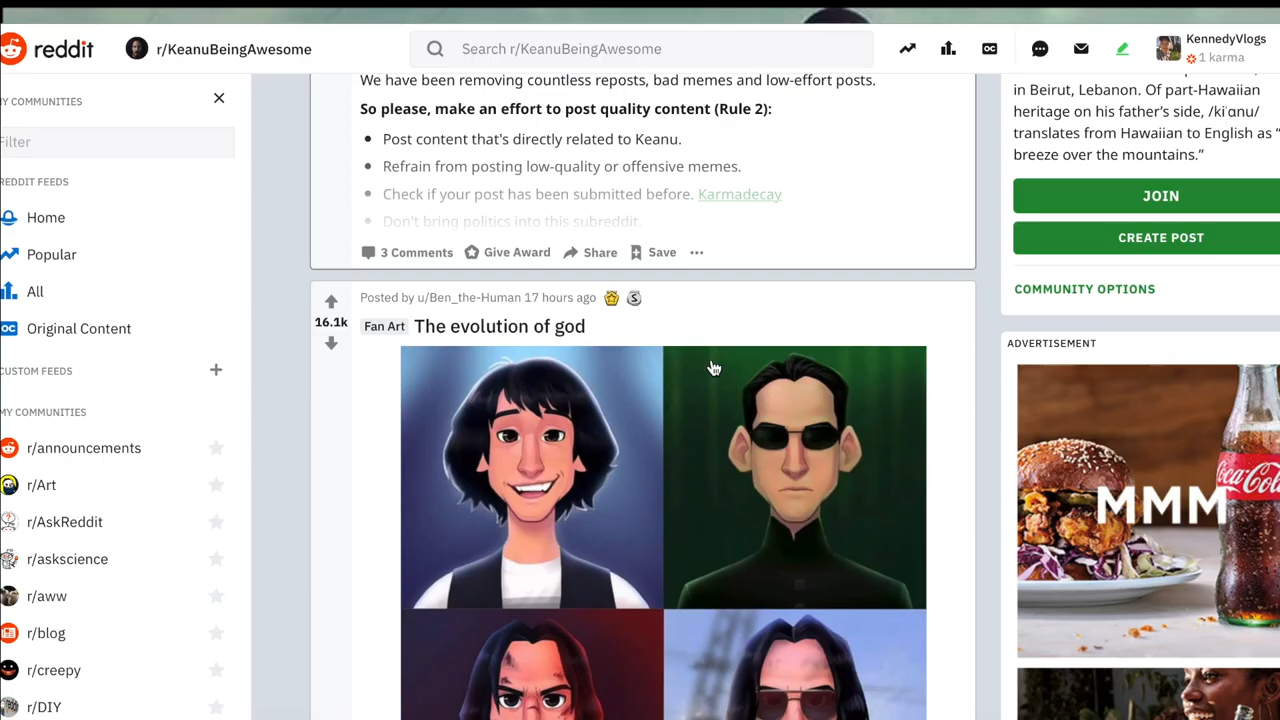 reddit
r/KeanuBeingAwesome
Search r/KeanuBeingAwesome
KennedyVlogs
1 karma
MY COMMUNITIES
Filter
REDDIT FEEDS
Home
Popular
All
OC
Original Content
CUSTOM FEEDS
MY COMMUNITIES
r/announcements
r/Art
r/AskReddit
r/askscience
r/aww
r/blog
r/creepy
r/DIY
We have been removing countless reposts, bad memes and low-effort posts.
So please, make an effort to post quality content (Rule 2):
Post content that's directly related to Keanu.
Refrain from posting low-quality or offensive memes.
Check if your post has been submitted before. Karmadecay
Don't bring politics into this subreddit.
3 Comments Give Award Share Save
Posted by u/Ben_the-Human 17 hours ago
16.1k
Fan Art The evolution of god
in Beirut, Lebanon. Of part-Hawaiian
heritage on his father's side, /kiˈɑnu/
translates from Hawaiian to English as “
breeze over the mountains.”
JOIN
CREATE POST
COMMUNITY OPTIONS
ADVERTISEMENT
MMM
Coca-Col